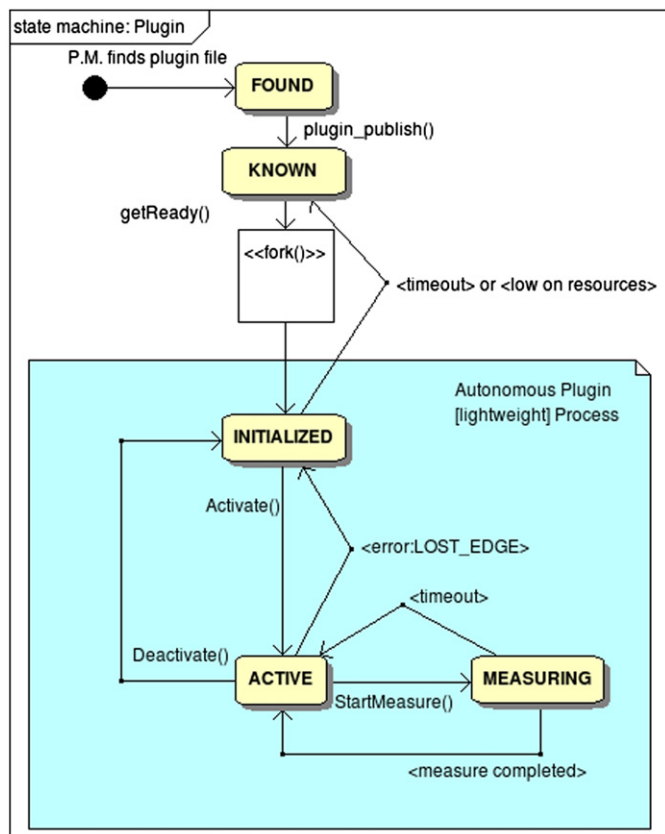 state machine: Plugin
P.M. finds plugin file
FOUND
plugin_publish()
KNOWN
getReady()
<<fork()>>
<timeout> or <low on resources>
Autonomous Plugin
[lightweight] Process
INITIALIZED
Activate()
<error:LOST_EDGE>
<timeout>
Deactivate()
ACTIVE
MEASURING
StartMeasure()
<measure completed>